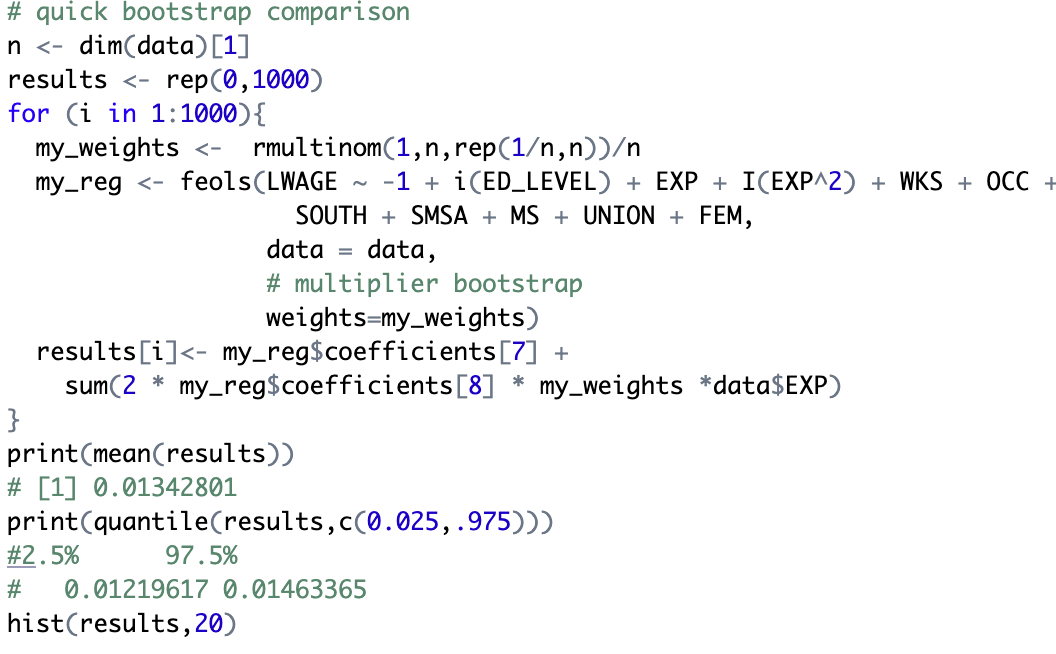 # quick bootstrap comparison
n <- dim(data)[1]
results <- rep(0,1000)
for (i in 1:1000){
  my_weights <-  rmultinom(1,n,rep(1/n,n))/n
  my_reg <- feols(LWAGE ~ -1 + i(ED_LEVEL) + EXP + I(EXP^2) + WKS + OCC +
                    SOUTH + SMSA + MS + UNION + FEM,
                  data = data,
                  # multiplier bootstrap
                  weights=my_weights)
  results[i]<- my_reg$coefficients[7] +
    sum(2 * my_reg$coefficients[8] * my_weights *data$EXP)
}
print(mean(results))
# [1] 0.01342801
print(quantile(results,c(0.025,.975)))
#2.5%      97.5%
#   0.01219617 0.01463365
hist(results,20)